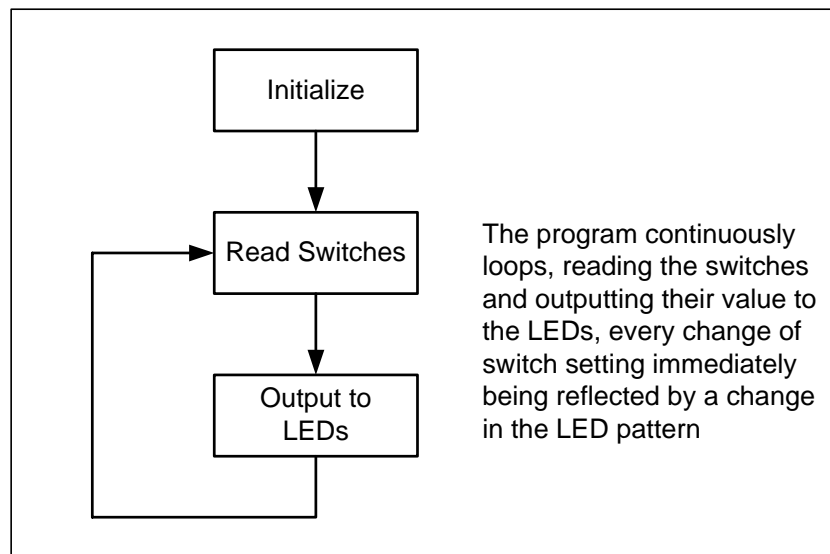 Initialize
Read Switches
Output to
LEDs
The program continuously
loops, reading the switches
and outputting their value to
the LEDs, every change of
switch setting immediately
being reflected by a change
in the LED pattern